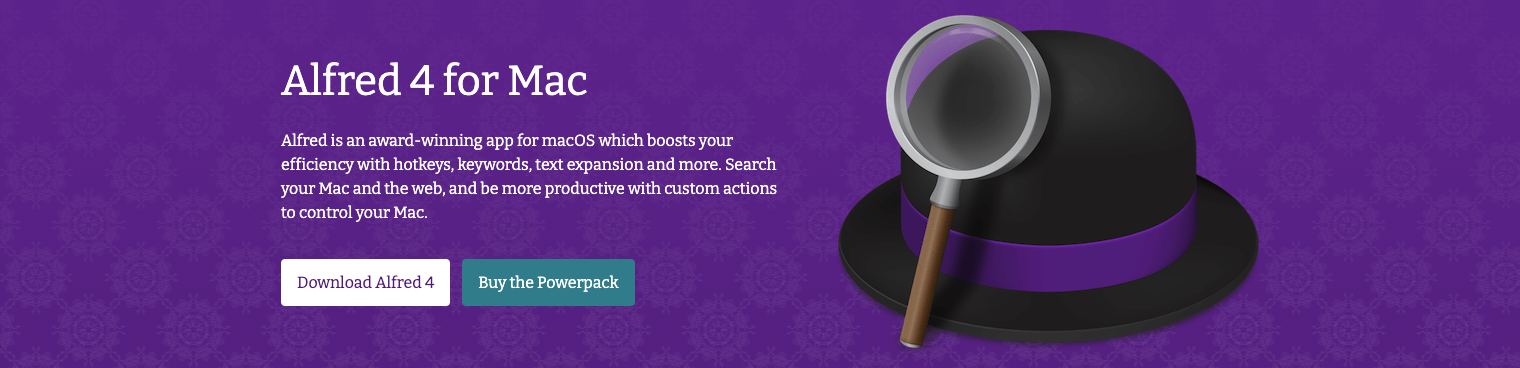 Alfred 4 for Mac
Alfred is an award-winning app for macOS which boosts your
efficiency with hotkeys, keywords, text expansion and more. Search
your Mac and the web, and be more productive with custom actions
to control your Mac.
Download Alfred 4
Buy the Powerpack